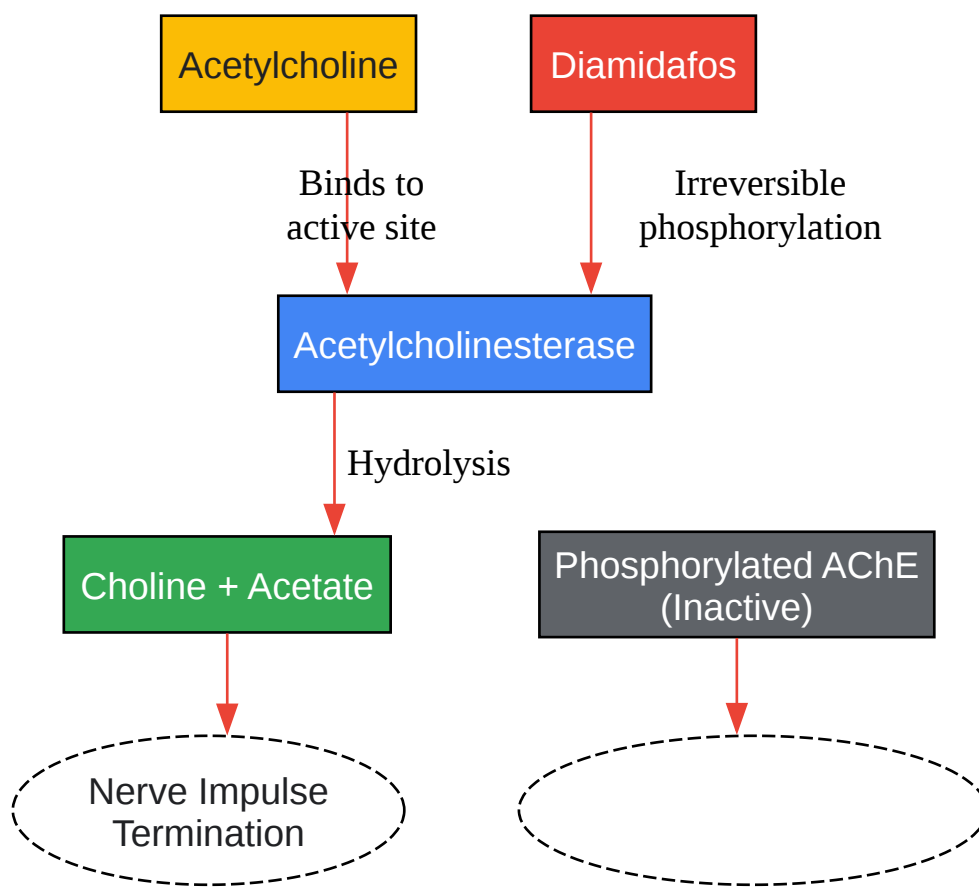 Acetylcholine
Diamidafos
Binds to
active site
Irreversible
phosphorylation
Acetylcholinesterase
Hydrolysis
Choline + Acetate
Phosphorylated AChE
(Inactive)
Nerve Impulse
Termination